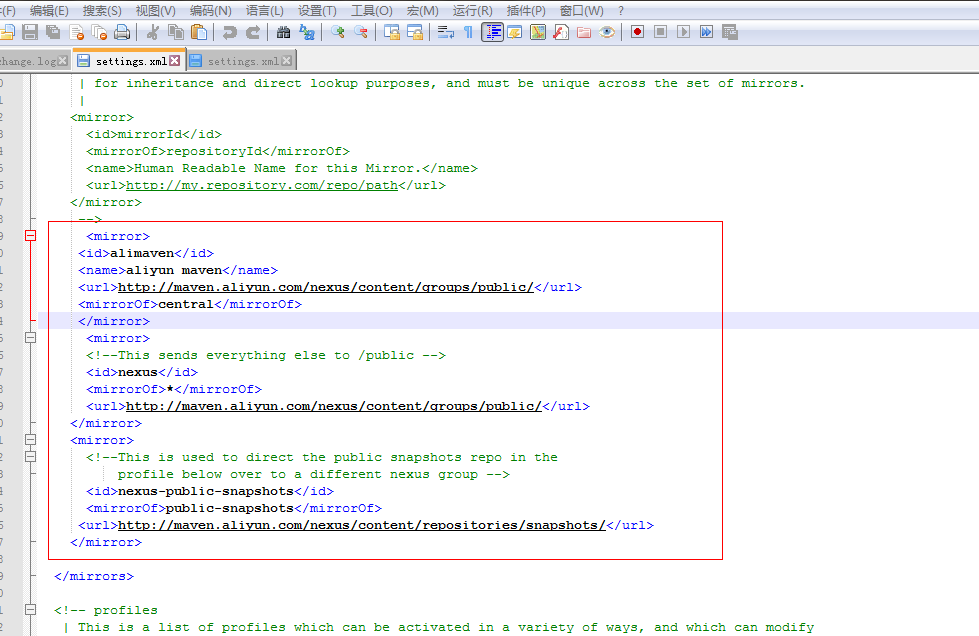 (F) 编辑(E) 搜索(S) 视图(V) 编码(N) 语言(L) 设置(T) 工具(O) 宏(M) 运行(R) 插件(P) 窗口(W) ?
change.log settings.xml settings.xml
| for inheritance and direct lookup purposes, and must be unique across the set of mirrors.
|
<mirror>
<id>mirrorId</id>
<mirrorOf>repositoryId</mirrorOf>
<name>Human Readable Name for this Mirror.</name>
<url>http://my.repository.com/repo/path</url>
</mirror>
-->
<mirror>
<id>alimaven</id>
<name>aliyun maven</name>
<url>http://maven.aliyun.com/nexus/content/groups/public/</url>
<mirrorOf>central</mirrorOf>
</mirror>
<mirror>
<!--This sends everything else to /public -->
<id>nexus</id>
<mirrorOf>*</mirrorOf>
<url>http://maven.aliyun.com/nexus/content/groups/public/</url>
</mirror>
<mirror>
<!--This is used to direct the public snapshots repo in the
profile below over to a different nexus group -->
<id>nexus-public-snapshots</id>
<mirrorOf>public-snapshots</mirrorOf>
<url>http://maven.aliyun.com/nexus/content/repositories/snapshots/</url>
</mirror>
</mirrors>
<!-- profiles
| This is a list of profiles which can be activated in a variety of ways, and which can modify